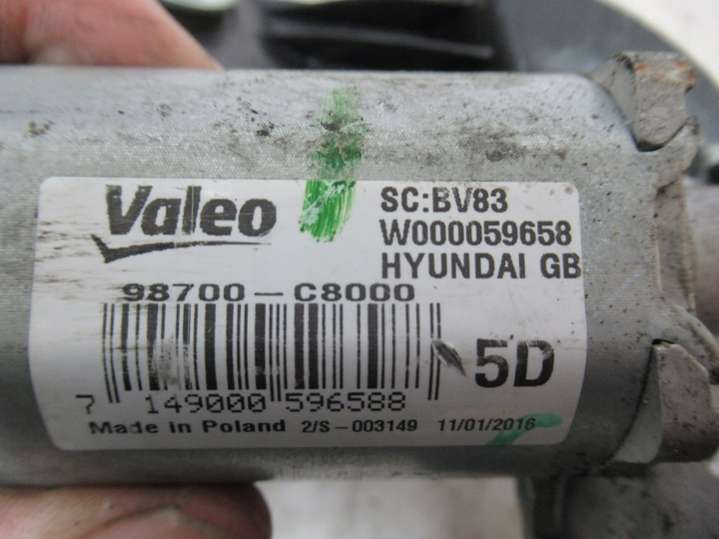 Valeo
SC:BV83
W000059658
HYUNDAI GB
98700-C8000
5D
7 149000 596588
Made in Poland 2/S-003149 11/01/2016